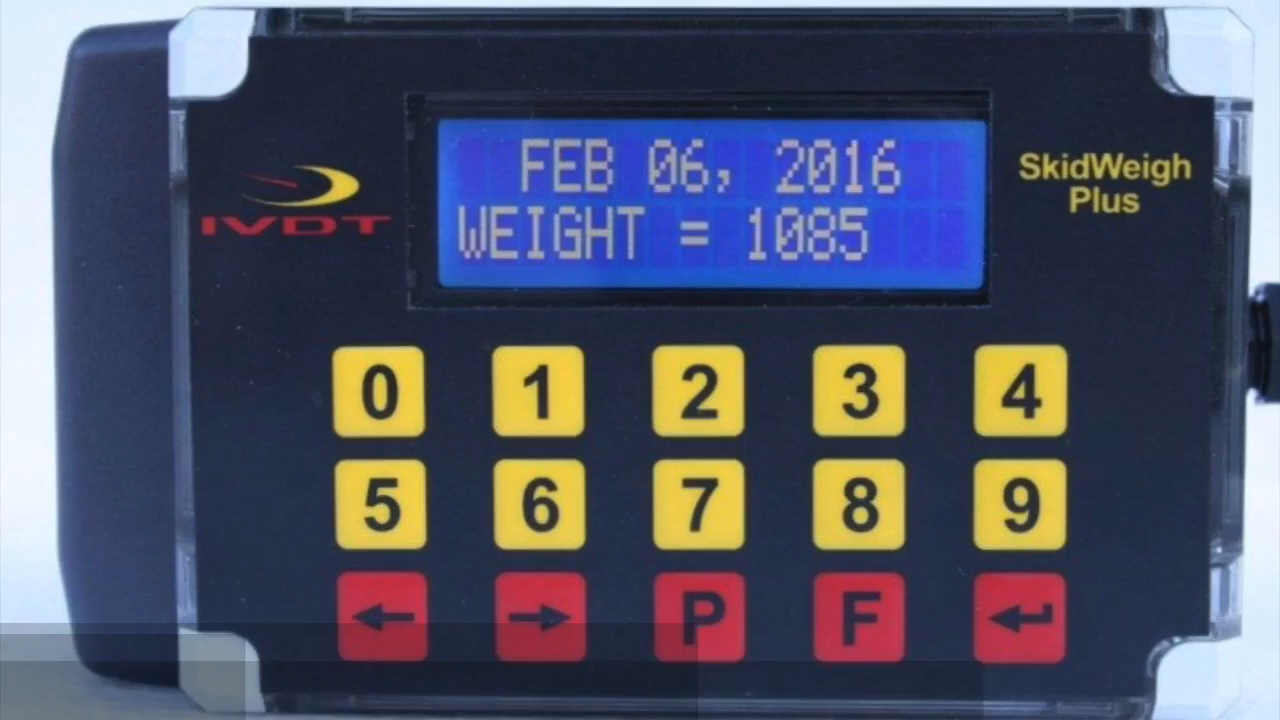 FEB 06, 2016
WEIGHT = 1085
IVDT
SkidWeigh
Plus
0 1 2 3 4
5 6 7 8 9
← → P F ↵